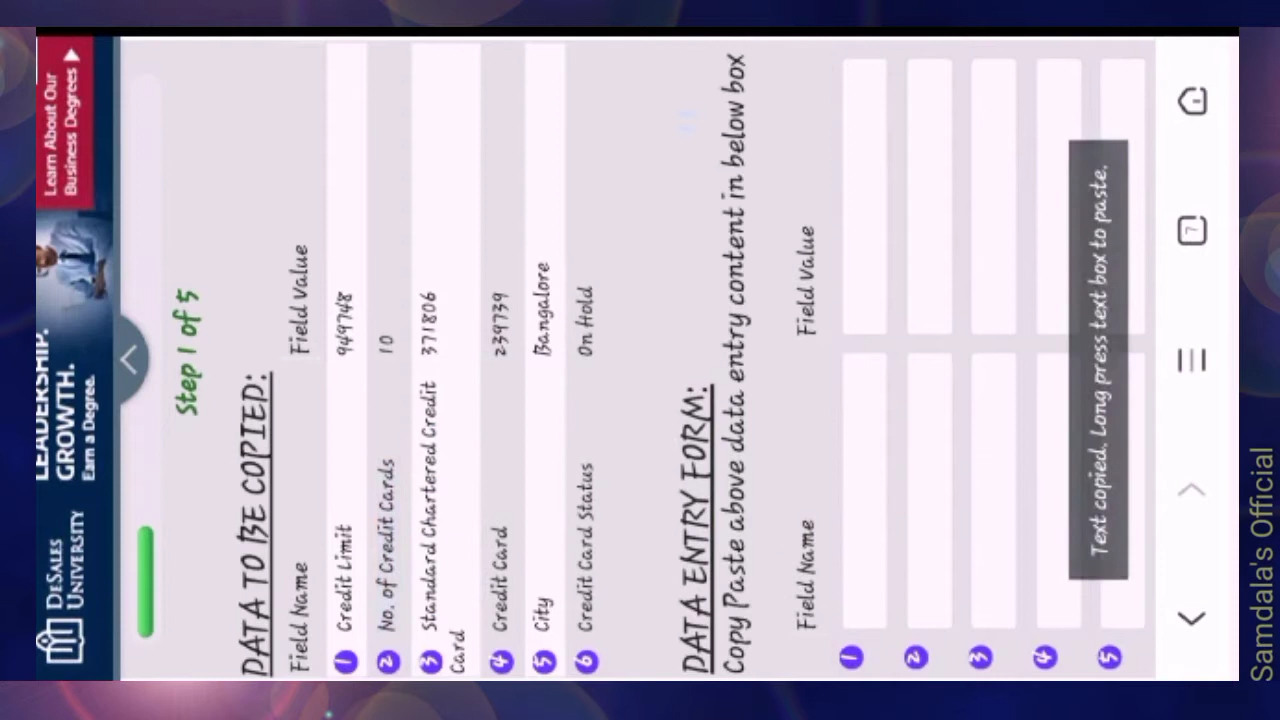 DESALES
UNIVERSITY
LEADERSHIP.
GROWTH.
Earn a Degree.
Learn About Our
Business Degrees
Step 1 of 5
DATA TO BE COPIED:
Field Name Field Value
1 Credit Limit 949748
2 No. of Credit Cards 10
3 Standard Chartered Credit 371806
Card
4 Credit Card 239739
5 City Bangalore
6 Credit Card Status On Hold
DATA ENTRY FORM:
Copy Paste above data entry content in below box
Field Name Field Value
1
2
3
4
5
Text copied. Long press text box to paste.
7
Samdala's Official